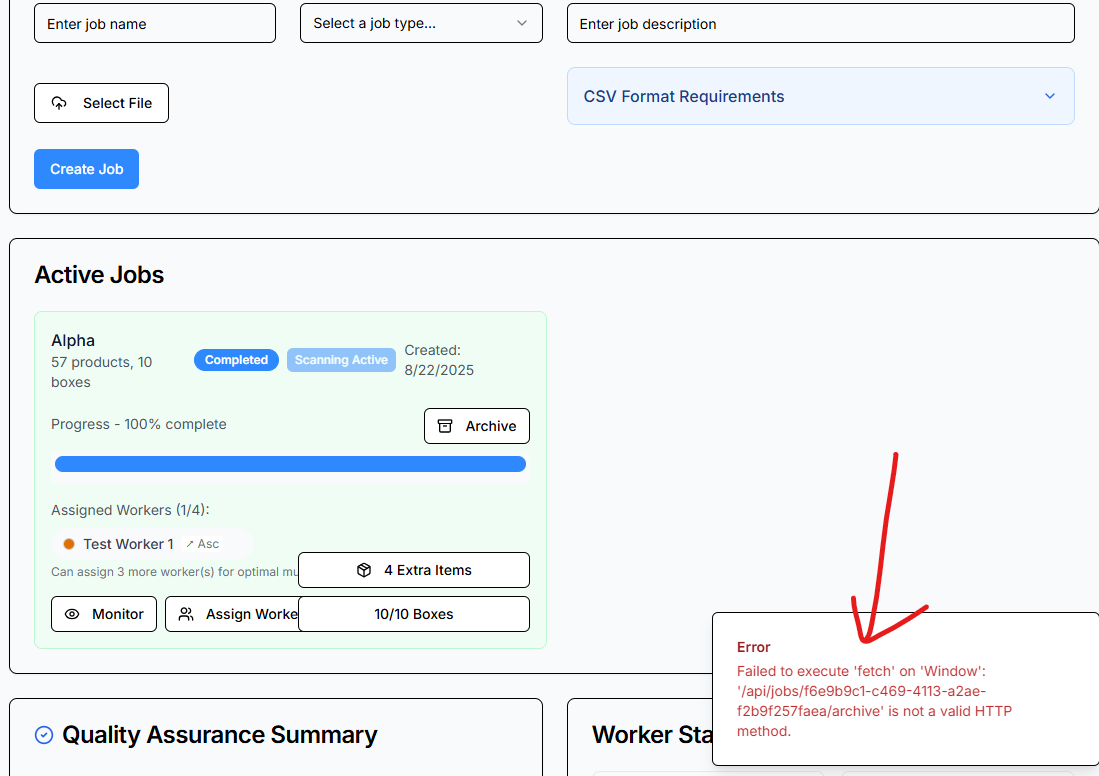 Enter job name
Select a job type...
Enter job description
Select File
CSV Format Requirements
Create Job
Active Jobs
Alpha
57 products, 10
boxes
Completed
Scanning Active
Created:
8/22/2025
Progress - 100% complete
Archive
Assigned Workers (1/4):
Test Worker 1
↗ Asc
Can assign 3 more worker(s) for optimal mu
4 Extra Items
Monitor
Assign Worke
10/10 Boxes
Error
Failed to execute 'fetch' on 'Window':
'/api/jobs/f6e9b9c1-c469-4113-a2ae-
f2b9f257faea/archive' is not a valid HTTP
method.
Quality Assurance Summary
Worker Sta